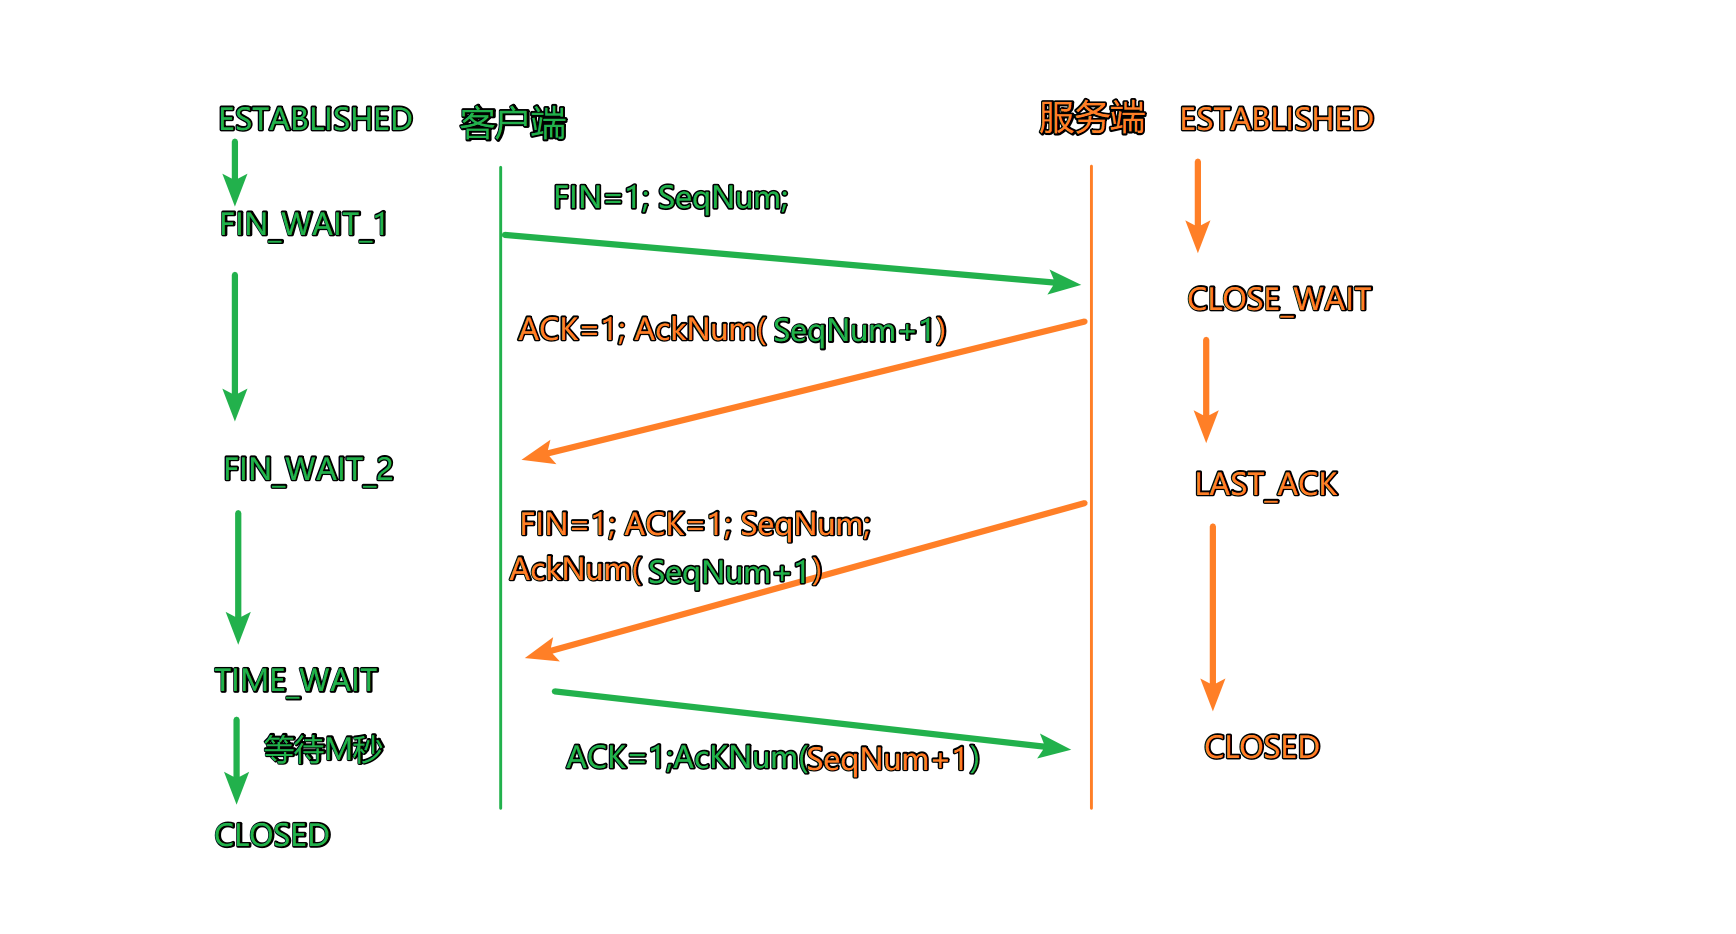 ESTABLISHED
客户端
服务端
ESTABLISHED
FIN=1; SeqNum;
FIN_WAIT_1
CLOSE_WAIT
ACK=1; AckNum( SeqNum+1)
FIN_WAIT_2
LAST_ACK
FIN=1; ACK=1; SeqNum;
AckNum( SeqNum+1)
TIME_WAIT
等待M秒
ACK=1;AcKNum(SeqNum+1)
CLOSED
CLOSED